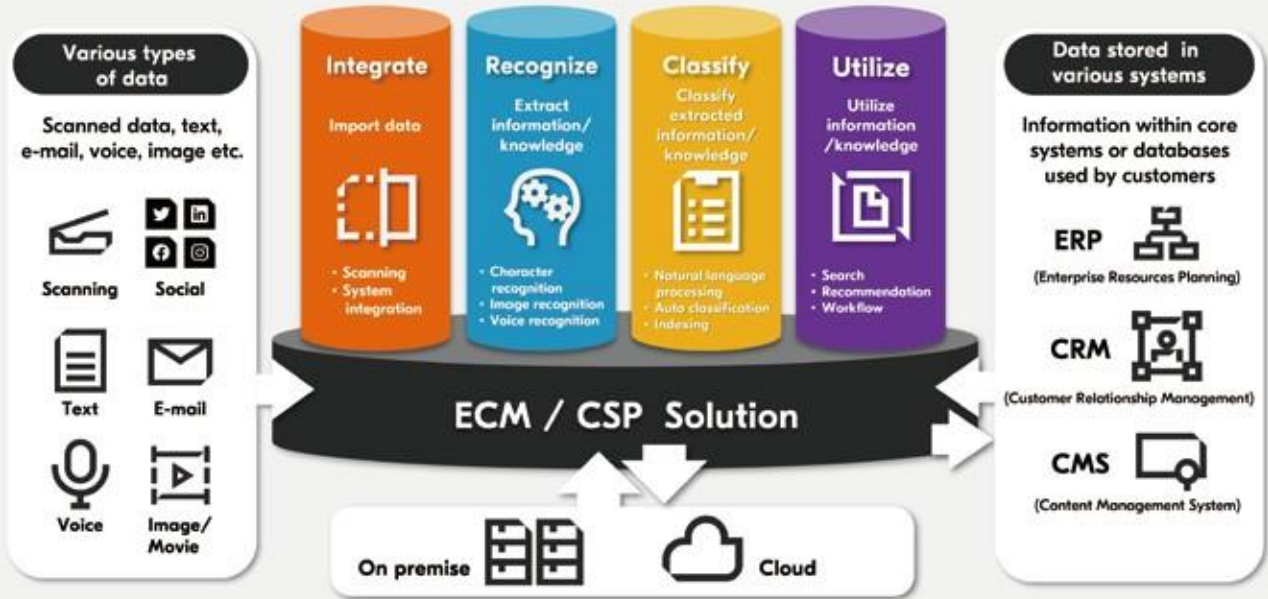 Various types
of data
Scanned data, text,
e-mail, voice, image etc.
Scanning
Social
Text
E-mail
Voice
Image/
Movie
Integrate
Import data
• Scanning
• System
integration
Recognize
Extract
information/
knowledge
• Character
recognition
• Image recognition
• Voice recognition
Classify
Classify
extracted
information/
knowledge
• Natural language
processing
• Auto classification
• Indexing
Utilize
Utilize
information
/knowledge
• Search
• Recommendation
• Workflow
ECM / CSP Solution
On premise
Cloud
Data stored in
various systems
Information within core
systems or databases
used by customers
ERP
(Enterprise Resources Planning)
CRM
(Customer Relationship Management)
CMS
(Content Management System)